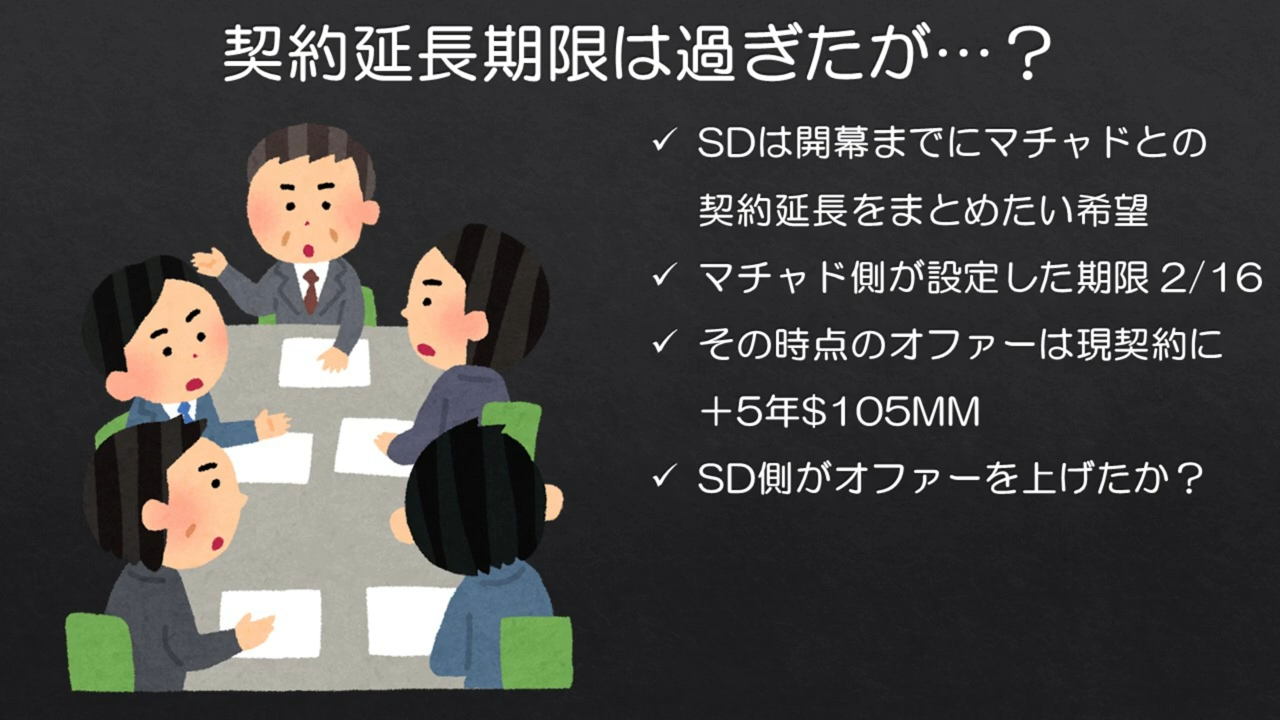 契約延長期限は過ぎたが…？
✓ SDは開幕までにマチャドとの
契約延長をまとめたい希望
✓ マチャド側が設定した期限 2/16
✓ その時点のオファーは現契約に
＋5年$105MM
✓ SD側がオファーを上げたか？